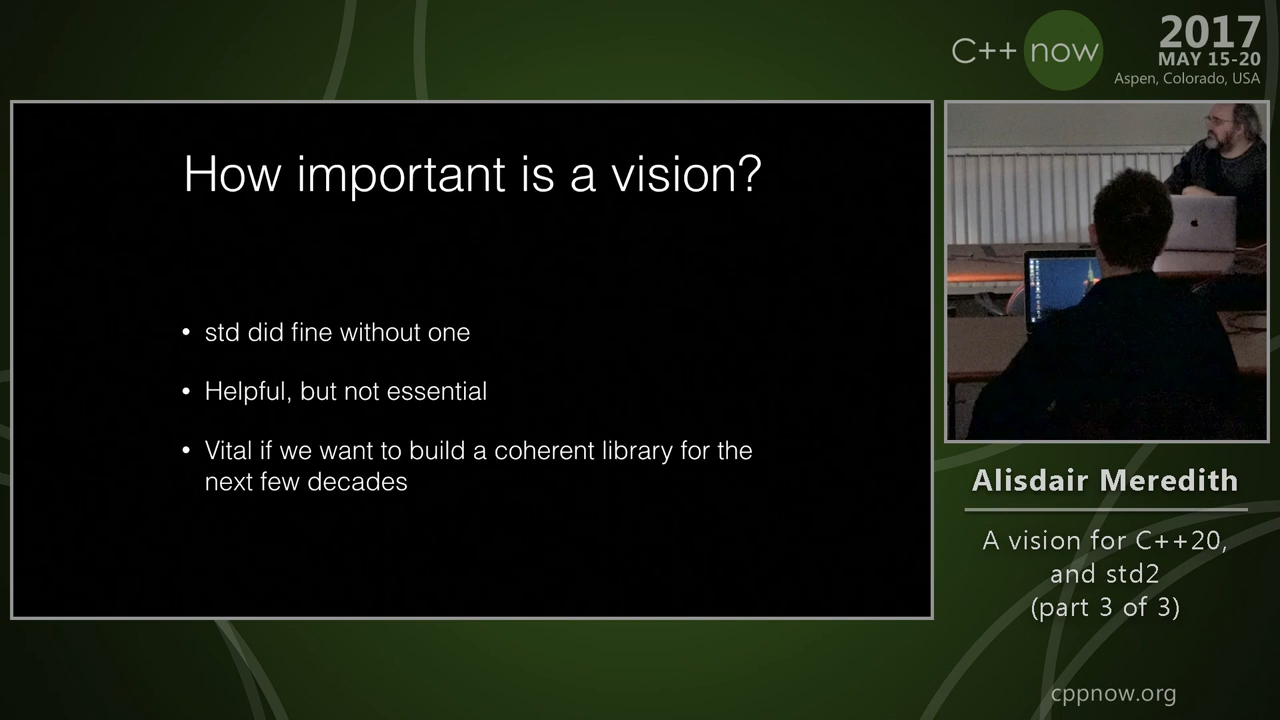 C++ now
2017
MAY 15-20
Aspen, Colorado, USA
How important is a vision?
• std did fine without one
• Helpful, but not essential
• Vital if we want to build a coherent library for the
next few decades
Alisdair Meredith
A vision for C++20,
and std2
(part 3 of 3)
cppnow.org